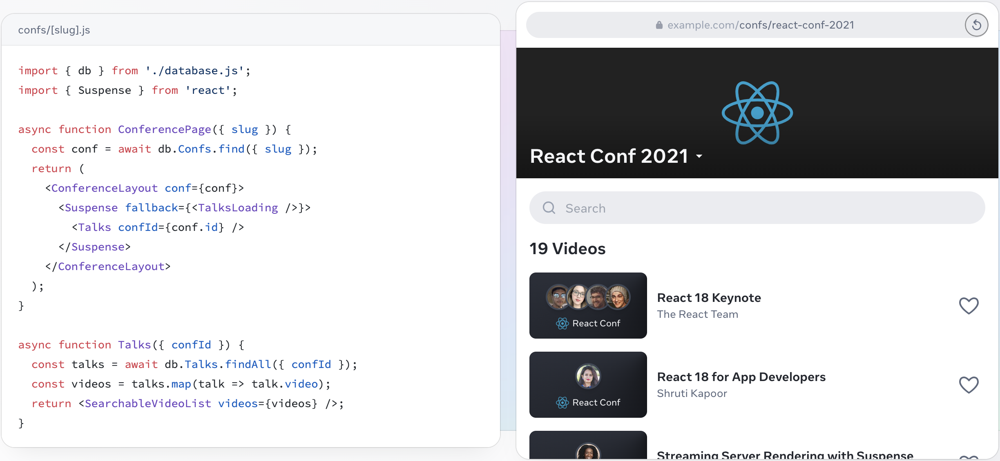 confs/[slug].js
import { db } from './database.js';
import { Suspense } from 'react';
async function ConferencePage({ slug }) {
  const conf = await db.Confs.find({ slug });
  return (
    <ConferenceLayout conf={conf}>
      <Suspense fallback={<TalksLoading />}>
        <Talks confId={conf.id} />
      </Suspense>
    </ConferenceLayout>
  );
}
async function Talks({ confId }) {
  const talks = await db.Talks.findAll({ confId });
  const videos = talks.map(talk => talk.video);
  return <SearchableVideoList videos={videos} />;
}
example.com/confs/react-conf-2021
React Conf 2021
Search
19 Videos
React Conf
React 18 Keynote
The React Team
React Conf
React 18 for App Developers
Shruti Kapoor
Streaming Server Rendering with Suspense